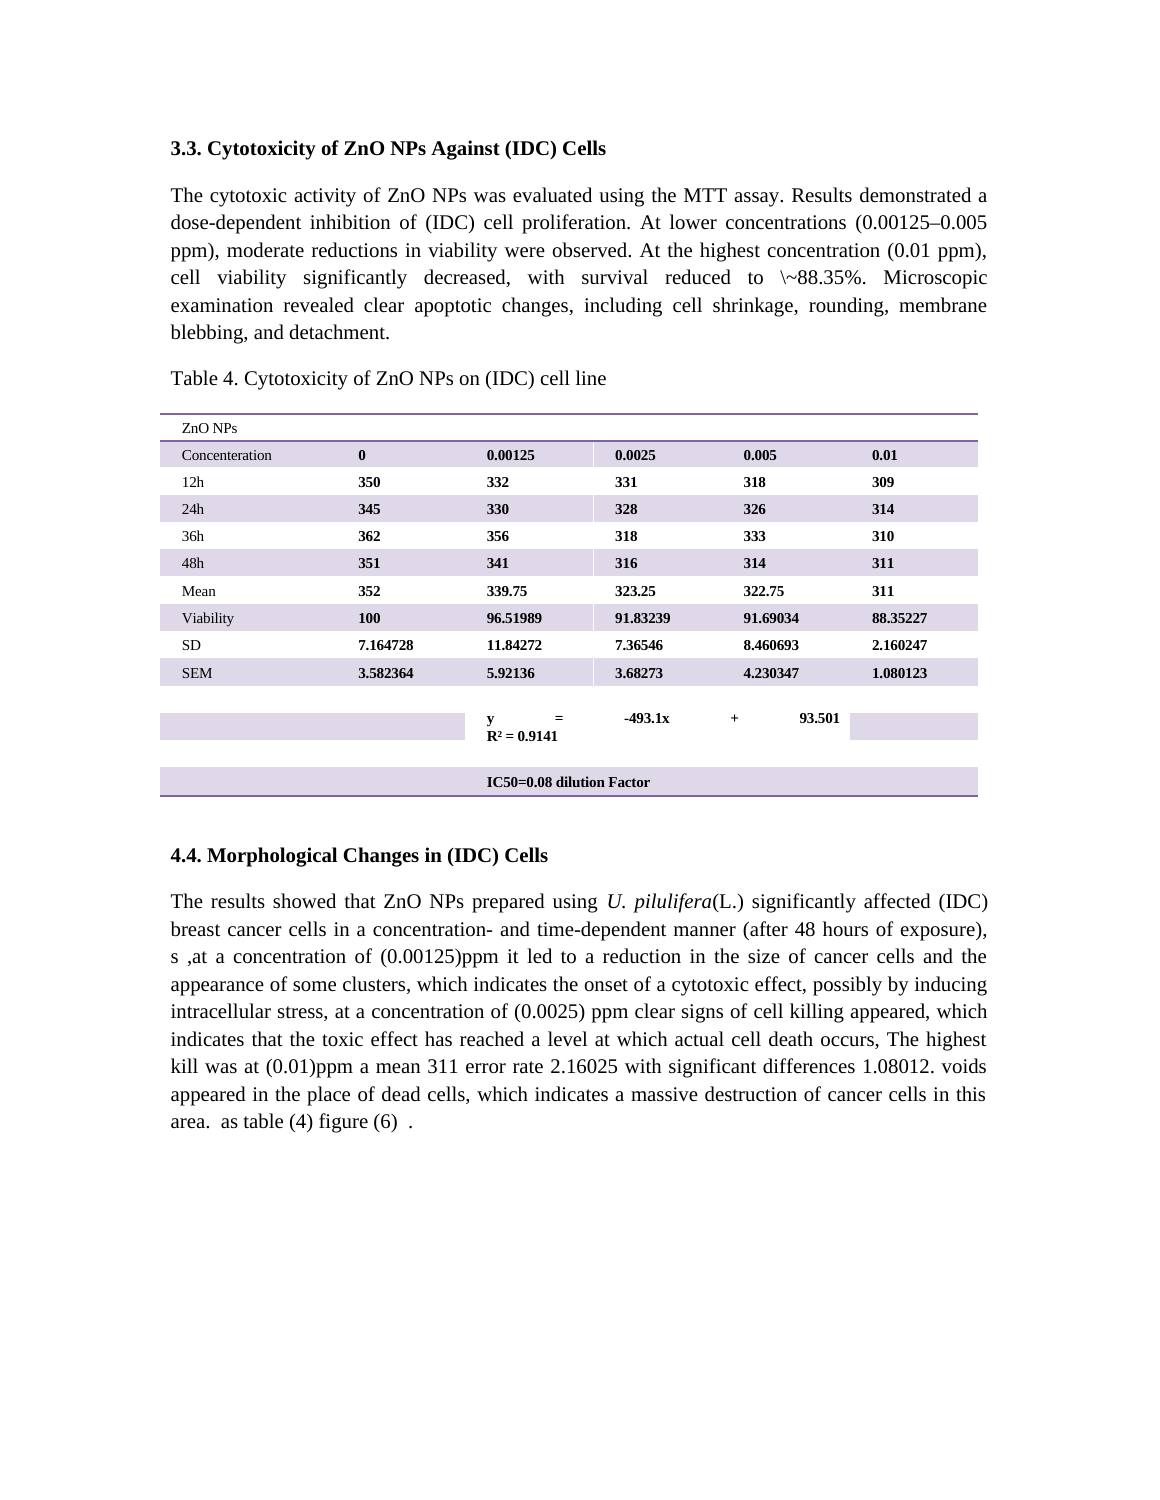 3.3. Cytotoxicity of ZnO NPs Against (IDC) Cells
The cytotoxic activity of ZnO NPs was evaluated using the MTT assay. Results demonstrated a
dose-dependent inhibition of (IDC) cell proliferation. At lower concentrations (0.00125–0.005
ppm), moderate reductions in viability were observed. At the highest concentration (0.01 ppm),
cell viability significantly decreased, with survival reduced to \~88.35%. Microscopic
examination revealed clear apoptotic changes, including cell shrinkage, rounding, membrane
blebbing, and detachment.
Table 4. Cytotoxicity of ZnO NPs on (IDC) cell line
ZnO NPs
Concenteration 0 0.00125 0.0025 0.005 0.01
12h 350 332 331 318 309
24h 345 330 328 326 314
36h 362 356 318 333 310
48h 351 341 316 314 311
Mean 352 339.75 323.25 322.75 311
Viability 100 96.51989 91.83239 91.69034 88.35227
SD 7.164728 11.84272 7.36546 8.460693 2.160247
SEM 3.582364 5.92136 3.68273 4.230347 1.080123
y = -493.1x + 93.501
R² = 0.9141
IC50=0.08 dilution Factor
4.4. Morphological Changes in (IDC) Cells
The results showed that ZnO NPs prepared using U. pilulifera(L.) significantly affected (IDC)
breast cancer cells in a concentration- and time-dependent manner (after 48 hours of exposure),
s ,at a concentration of (0.00125)ppm it led to a reduction in the size of cancer cells and the
appearance of some clusters, which indicates the onset of a cytotoxic effect, possibly by inducing
intracellular stress, at a concentration of (0.0025) ppm clear signs of cell killing appeared, which
indicates that the toxic effect has reached a level at which actual cell death occurs, The highest
kill was at (0.01)ppm a mean 311 error rate 2.16025 with significant differences 1.08012. voids
appeared in the place of dead cells, which indicates a massive destruction of cancer cells in this
area.  as table (4) figure (6)  .